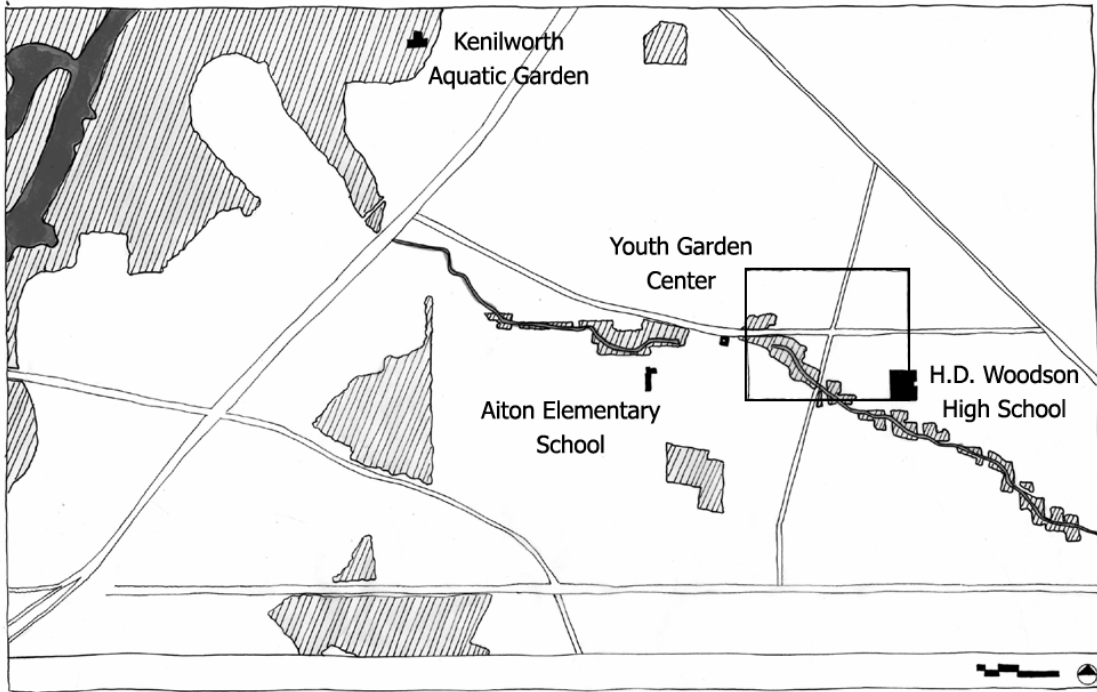 Kenilworth
Aquatic Garden
Youth Garden
Center
Aiton Elementary
School
H.D. Woodson
High School